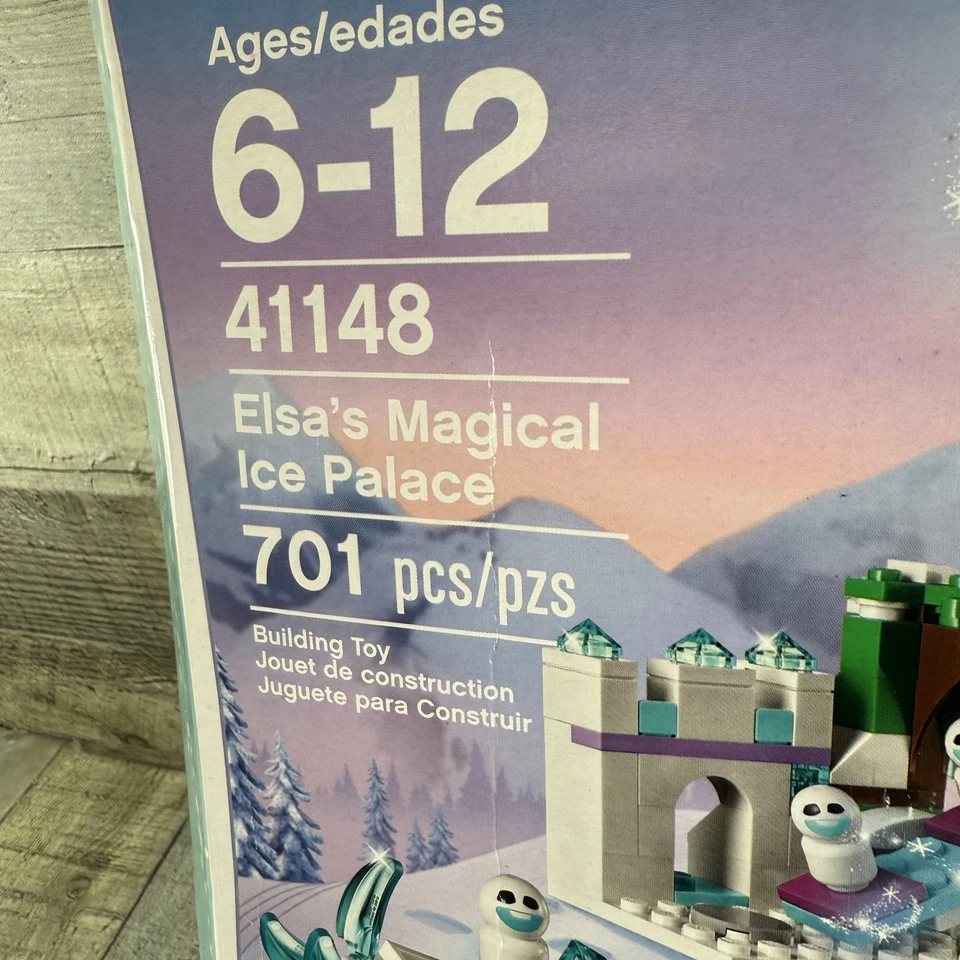 Ages/edades
6-12
41148
Elsa's Magical
Ice Palace
701 pcs/pzs
Building Toy
Jouet de construction
Juguete para Construir